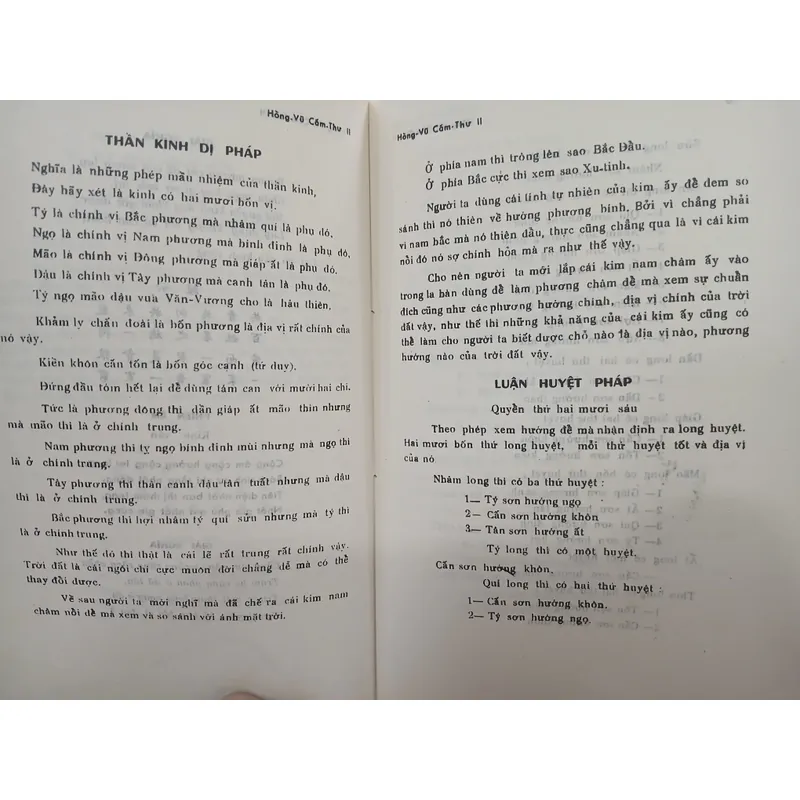 Hồng-Vũ Cấm-Thư II
THẦN KINH DỊ PHÁP
Nghĩa là những phép mầu nhiệm của thần kinh,
Đây hãy xét là kinh có hai mươi bốn vị.
Tý là chính vị Bắc phương mà nhâm quí là phụ đó.
Ngọ là chính vị Nam phương mà bính đinh là phụ đó.
Mão là chính vị Đông phương mà giáp ất là phụ đó.
Dậu là chính vị Tây phương mà canh tân là phụ đó.
Tý ngọ mão dậu vua Văn-Vương cho là hậu thiên.
Khảm ly chấn đoài là bốn phương là địa vị rất chính của
nó vậy.
Kiền khôn cấn tốn là bốn góc cạnh (tứ duy).
Đứng đầu tóm hết lại để dùng tám can với mười hai chi.
Tức là phương đông thì dần giáp ất mão thìn nhưng
mà mão thì là ở chính trung.
Nam phương thì tỵ ngọ bính đinh mùi nhưng mà ngọ thì
là ở chính trung.
Tây phương thì thân canh dậu tân tuất nhưng mà dậu
thì là ở chính trung.
Bắc phương thì hợi nhâm tý quí sửu nhưng mà tý thì
là ở chính trung.
Như thế đó thì thật là cái lẽ rất trung rất chính vậy.
Trời đất là cái ngôi chí cực muôn đời chẳng dễ mà có thể
thay đổi được.
Về sau người ta mới nghĩ mà đã chế ra cái kim nam
châm nổi để mà xem và so sánh với ánh mặt trời.
Hồng-Vũ Cấm-Thư II
Ở phía nam thì trông lên sao Bắc Đẩu.
Ở phía Bắc cực thì xem sao Xu-tinh.
Người ta dùng cái tính tự nhiên của kim ấy để đem so
sánh thì nó thiên về hướng phương bính. Bởi vì chẳng phải
vì nam bắc mà nó thiên đâu, thực cũng chẳng qua là vì cái kim
nổi đó nó sợ chính hỏa mà ra như thế vậy.
Cho nên người ta mới lắp cái kim nam châm ấy vào
trong la bàn dùng để làm phương châm để mà xem sự chuẩn
đích cũng như các phương hướng chính, địa vị chính của trời
đất vậy, như thế thì những khả năng của cái kim ấy cũng có
thể làm cho người ta biết được chỗ nào là địa vị nào, phương
hướng nào của trời đất vậy.
LUẬN HUYỆT PHÁP
Quyển thứ hai mươi sáu
Theo phép xem hướng để mà nhận định ra long huyệt.
Hai mươi bốn thứ long huyệt, mỗi thứ huyệt tốt và địa vị
của nó
Nhâm long thì có ba thứ huyệt :
1— Tý sơn hướng ngọ
2— Cấn sơn hướng khôn
3— Tân sơn hướng ất
Tý long thì có một huyệt.
Cấn sơn hướng khôn.
Quí long thì có hai thứ huyệt :
1— Cấn sơn hướng khôn.
2— Tý sơn hướng ngọ.